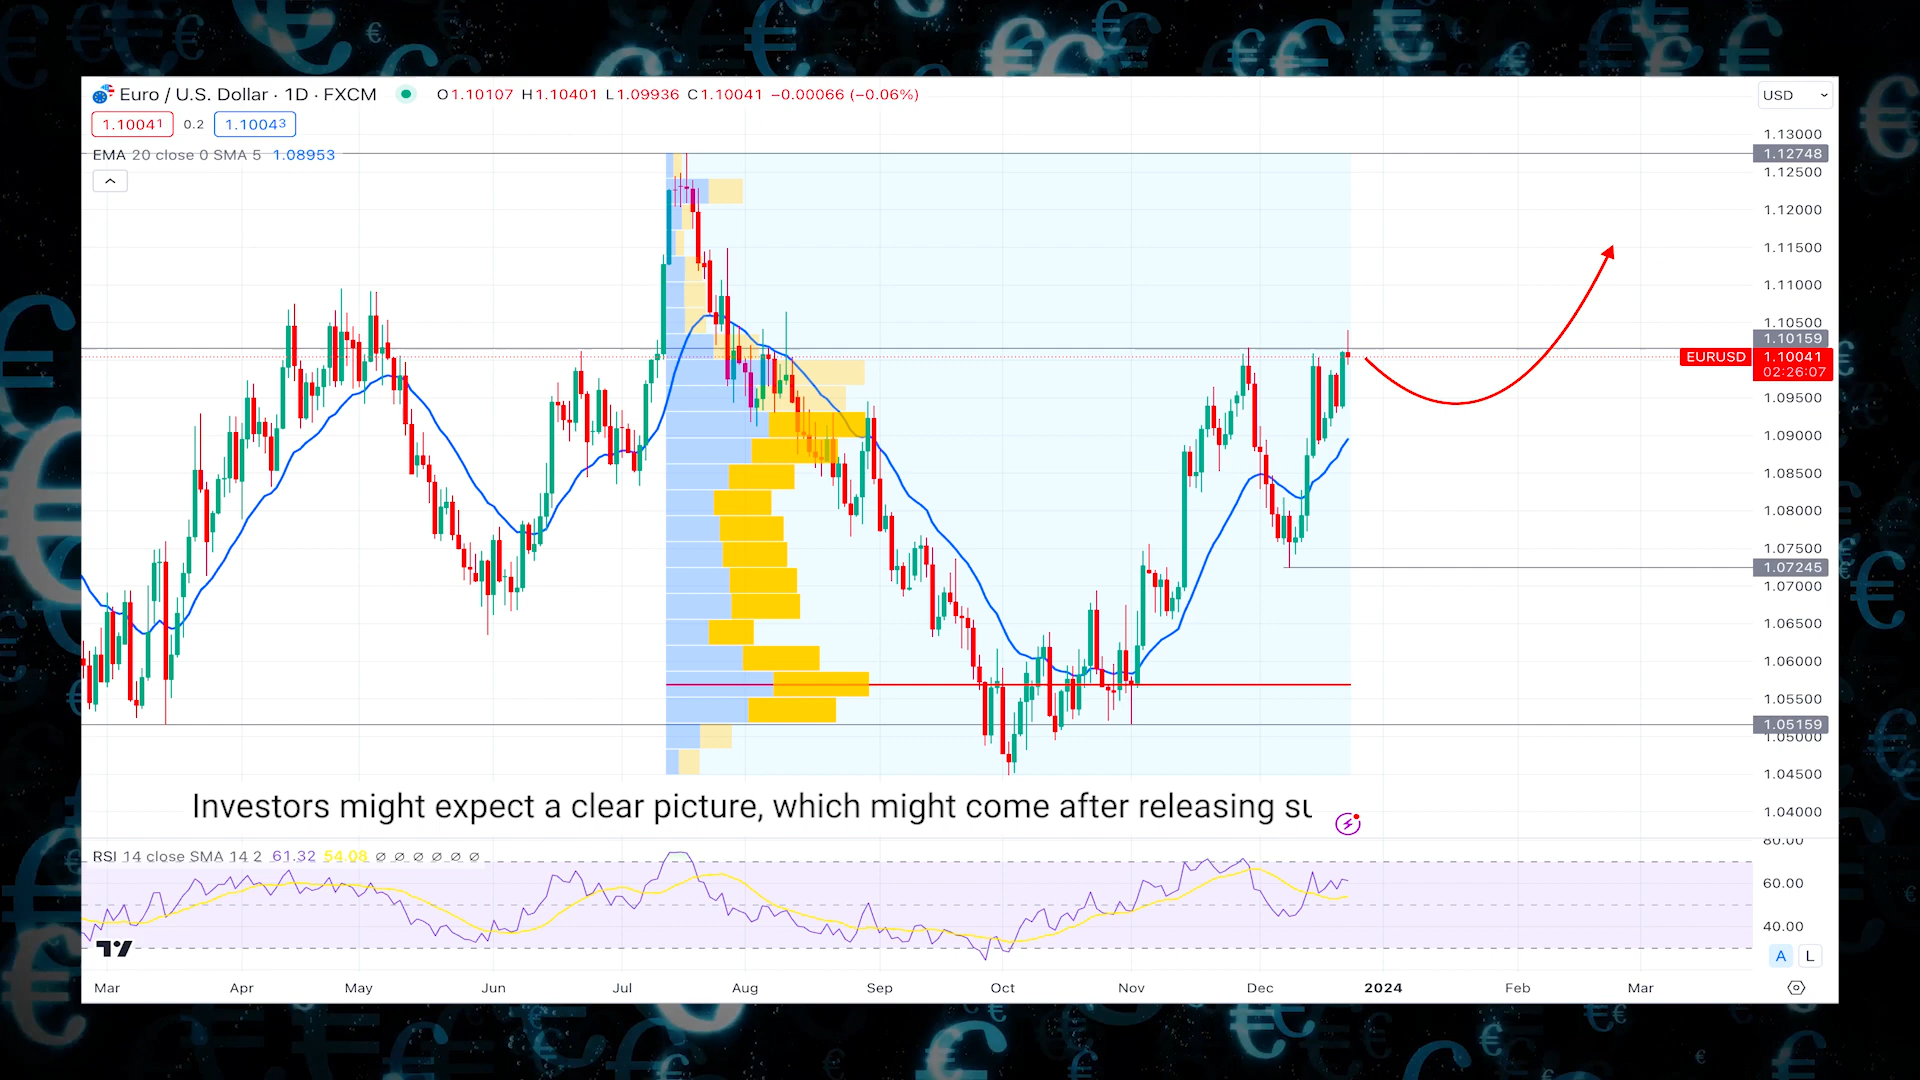 Euro / U.S. Dollar · 1D · FXCM O1.10107 H1.10401 L1.09936 C1.10041 −0.00066 (−0.06%)
USD
1.10041 0.2 1.10043
EMA 20 close 0 SMA 5 1.08953
1.13000
1.12748
1.12500
1.12000
1.11500
1.11000
1.10500
1.10159
EURUSD 1.10041
02:26:07
1.09500
1.09000
1.08500
1.08000
1.07500
1.07245
1.07000
1.06500
1.06000
1.05500
1.05159
1.05000
1.04500
1.04000
Investors might expect a clear picture, which might come after releasing su
80.00
RSI 14 close SMA 14 2 61.32 54.08 ∅ ∅ ∅ ∅ ∅ ∅
60.00
40.00
A L
Mar Apr May Jun Jul Aug Sep Oct Nov Dec 2024 Feb Mar